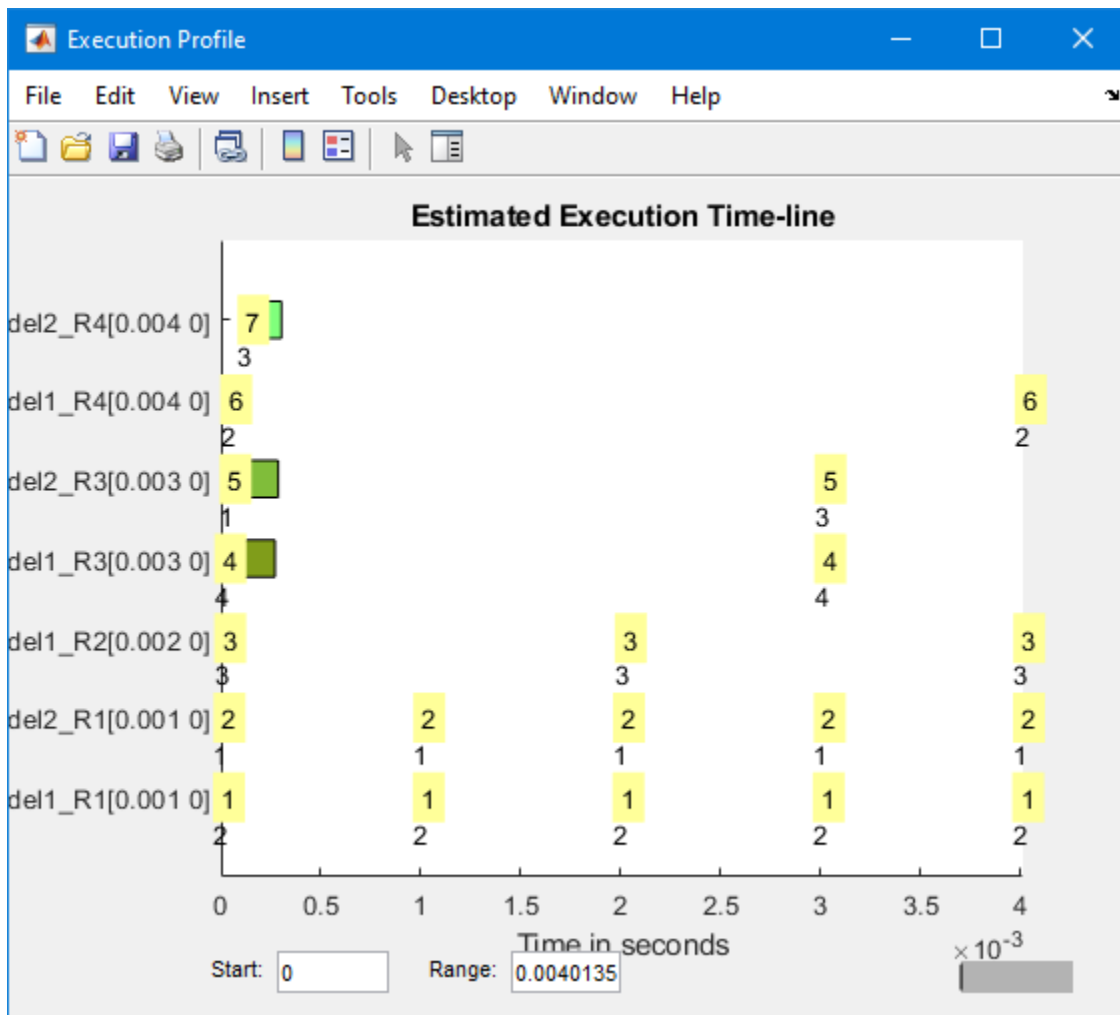 Execution Profile
File Edit View Insert Tools Desktop Window Help
Estimated Execution Time-line
del2_R4[0.004 0] 7
3
del1_R4[0.004 0] 6 6
2 2
del2_R3[0.003 0] 5 5
1 3
del1_R3[0.003 0] 4 4
4 4
del1_R2[0.002 0] 3 3 3
3 3 3
del2_R1[0.001 0] 2 2 2 2 2
1 1 1 1 1
del1_R1[0.001 0] 1 1 1 1 1
2 2 2 2 2
0 0.5 1 1.5 2 2.5 3 3.5 4
Time in seconds ×10-3
Start: 0 Range: 0.0040135